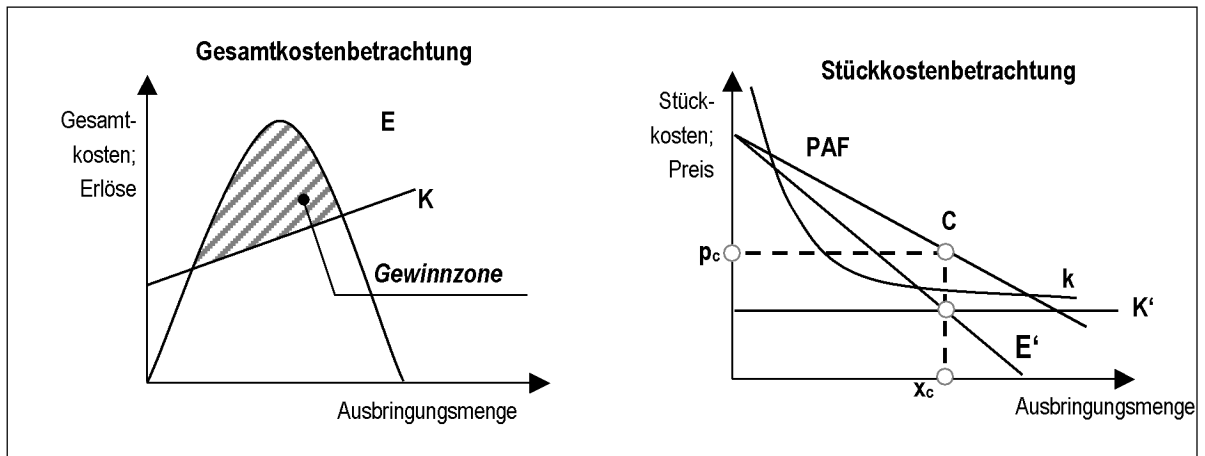 Gesamtkostenbetrachtung
Gesamt-
kosten;
Erlöse
E
K
Gewinnzone
Ausbringungsmenge
Stückkostenbetrachtung
Stück-
kosten;
Preis
PAF
C
pc
k
K‘
E‘
xc
Ausbringungsmenge